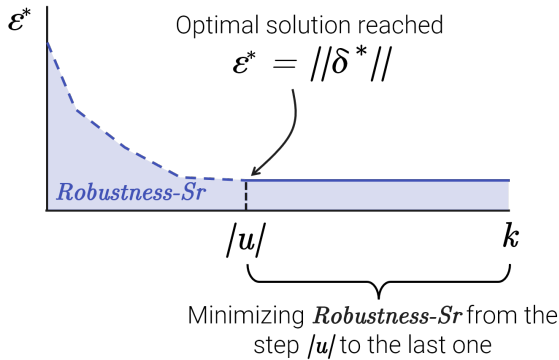 ε*
Optimal solution reached
ε* = ||δ*||
Robustness-Sr
|u|
k
Minimizing Robustness-Sr from the
step |u| to the last one